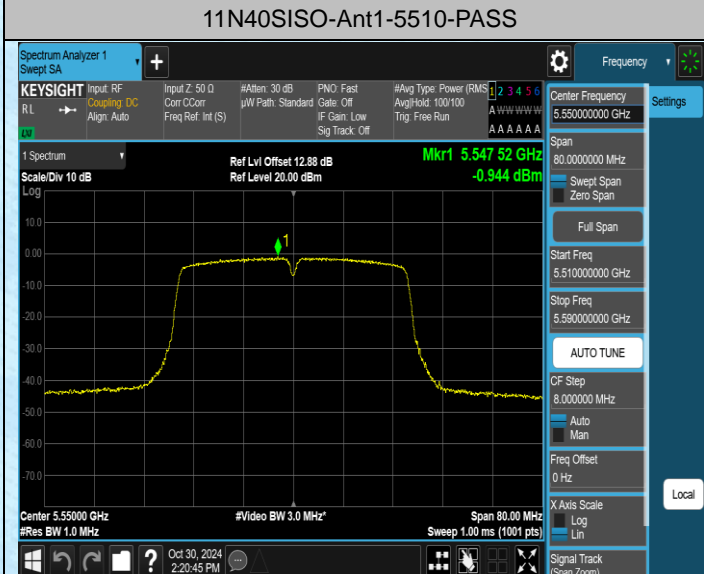 11N40SISO-Ant1-5510-PASS
Spectrum Analyzer 1
Swept SA
+
Frequency
KEYSIGHT
RL
LXI
Input: RF
Coupling: DC
Align: Auto
Input Z: 50 Ω
Corr CCorr
Freq Ref: Int (S)
#Atten: 30 dB
µW Path: Standard
PNO: Fast
Gate: Off
IF Gain: Low
Sig Track: Off
#Avg Type: Power (RMS
Avg|Hold: 100/100
Trig: Free Run
1 2 3 4 5 6
A W W W W W
A A A A A A
1 Spectrum
Scale/Div 10 dB
Log
Ref Lvl Offset 12.88 dB
Ref Level 20.00 dBm
Mkr1 5.547 52 GHz
-0.944 dBm
1
10.0
0.00
-10.0
-20.0
-30.0
-40.0
-50.0
-60.0
-70.0
Center 5.55000 GHz
#Res BW 1.0 MHz
#Video BW 3.0 MHz*
Span 80.00 MHz
Sweep 1.00 ms (1001 pts)
Center Frequency
5.550000000 GHz
Settings
Span
80.0000000 MHz
Swept Span
Zero Span
Full Span
Start Freq
5.510000000 GHz
Stop Freq
5.590000000 GHz
AUTO TUNE
CF Step
8.000000 MHz
Auto
Man
Freq Offset
0 Hz
X Axis Scale
Log
Lin
Local
Signal Track
(Span Zoom)
?
Oct 30, 2024
2:20:45 PM